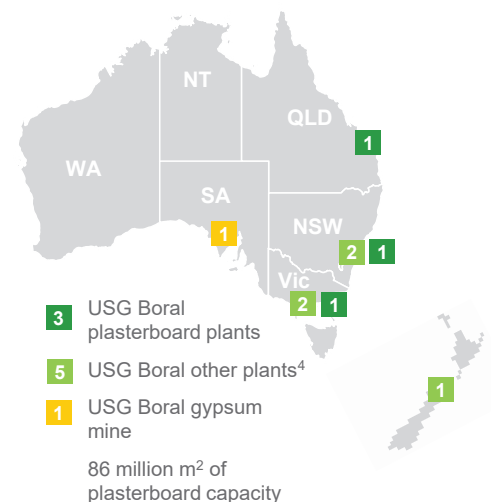 NT
QLD
1
WA
SA
1
NSW
2 1
Vic
2 1
3 USG Boral
plasterboard plants
5 USG Boral other plants⁴
1 USG Boral gypsum
mine
86 million m² of
plasterboard capacity
1